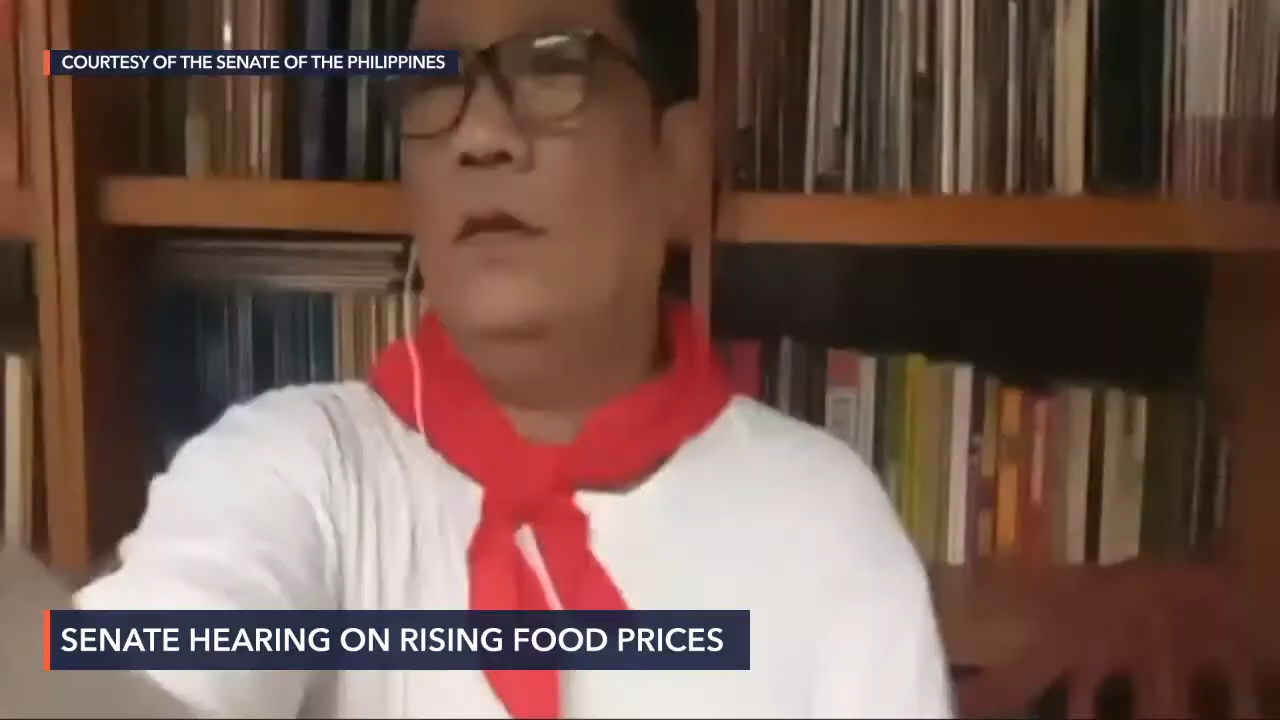 COURTESY OF THE SENATE OF THE PHILIPPINES
SENATE HEARING ON RISING FOOD PRICES